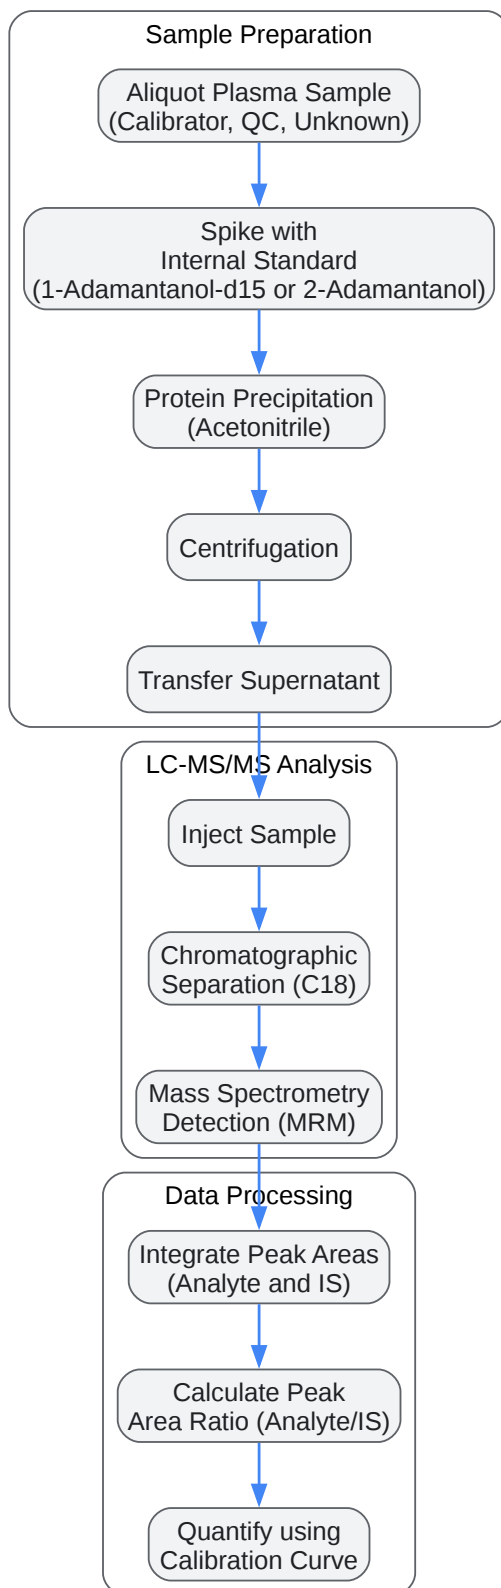 Sample Preparation
Aliquot Plasma Sample
(Calibrator, QC, Unknown)
Spike with
Internal Standard
(1-Adamantanol-d15 or 2-Adamantanol)
Protein Precipitation
(Acetonitrile)
Centrifugation
Transfer Supernatant
LC-MS/MS Analysis
Inject Sample
Chromatographic
Separation (C18)
Mass Spectrometry
Detection (MRM)
Data Processing
Integrate Peak Areas
(Analyte and IS)
Calculate Peak
Area Ratio (Analyte/IS)
Quantify using
Calibration Curve